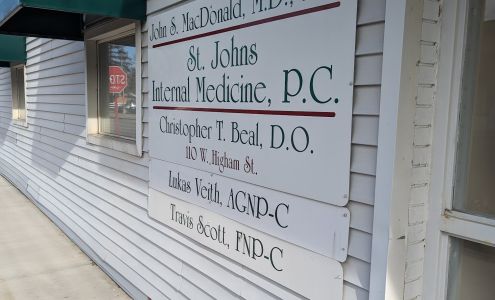 John S. MacDonald, M.D.,
St. Johns
Internal Medicine, P.C.
Christopher T. Beal, D.O.
110 W. Higham St.
Lukas Veith, AGNP-C
Travis Scott, FNP-C
STOP